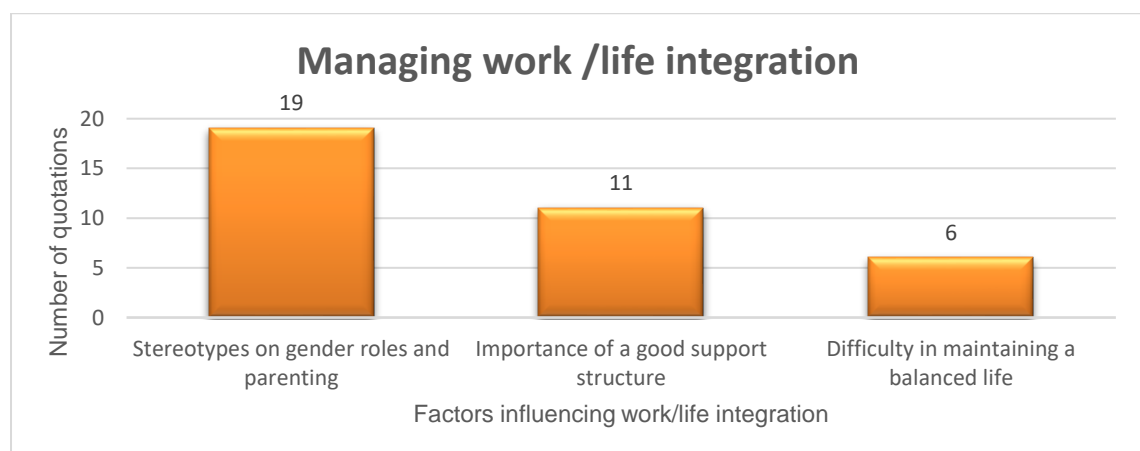 Managing work /life integration
19
20
15
10
5
0
11
6
Number of quotations
Stereotypes on gender roles and
parenting
Importance of a good support
structure
Difficulty in maintaining a
balanced life
Factors influencing work/life integration